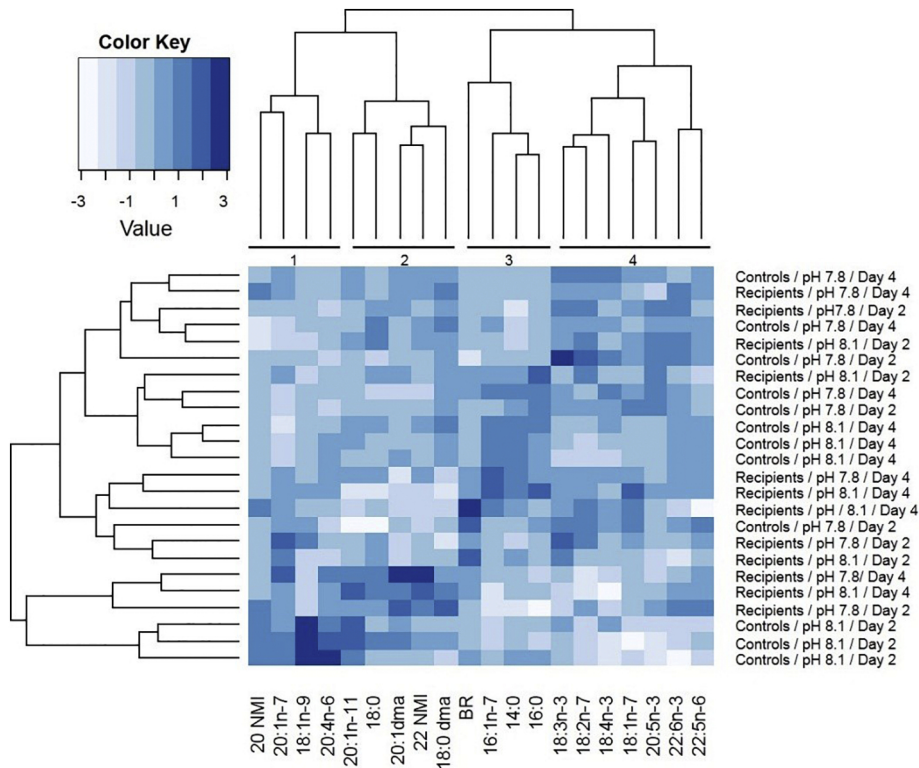 Color Key
-3 -1 1 3
Value
1 2 3 4
Controls / pH 7.8 / Day 4
Recipients / pH 7.8 / Day 4
Recipients / pH7.8 / Day 2
Controls / pH 7.8 / Day 4
Recipients / pH 8.1 / Day 2
Controls / pH 7.8 / Day 2
Recipients / pH 8.1 / Day 2
Controls / pH 7.8 / Day 4
Controls / pH 7.8 / Day 2
Controls / pH 8.1 / Day 4
Controls / pH 8.1 / Day 4
Controls / pH 8.1 / Day 4
Recipients / pH 7.8 / Day 4
Recipients / pH 8.1 / Day 4
Recipients / pH / 8.1 / Day 4
Controls / pH 7.8 / Day 2
Recipients / pH 7.8 / Day 2
Recipients / pH 8.1 / Day 2
Recipients / pH 7.8/ Day 4
Recipients / pH 8.1 / Day 4
Recipients / pH 7.8 / Day 2
Controls / pH 8.1 / Day 2
Controls / pH 8.1 / Day 2
Controls / pH 8.1 / Day 2
20 NMI
20:1n-7
18:1n-9
20:4n-6
20:1n-11
18:0
20:1dma
22 NMI
18:0 dma
BR
16:1n-7
14:0
16:0
18:3n-3
18:2n-7
18:4n-3
18:1n-7
20:5n-3
22:6n-3
22:5n-6